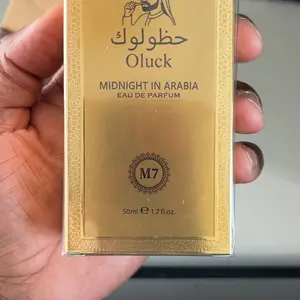 حظولوك
Oluck
MIDNIGHT IN ARABIA
EAU DE PARFUM
M7
50ml ℮ 1.7 fl.oz.